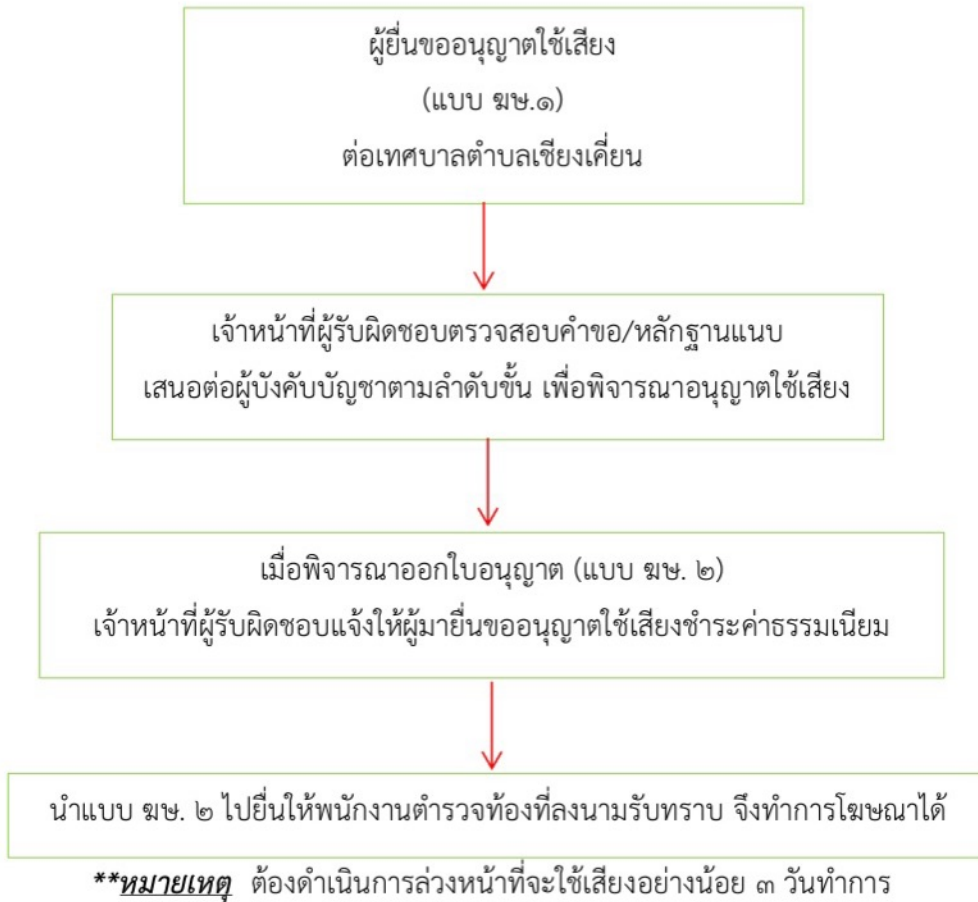 ผู้ยื่นขออนุญาตใช้เสียง
(แบบ ฆษ.๑)
ต่อเทศบาลตำบลเชียงเคี่ยน
เจ้าหน้าที่ผู้รับผิดชอบตรวจสอบคำขอ/หลักฐานแนบ
เสนอต่อผู้บังคับบัญชาตามลำดับขั้น เพื่อพิจารณาอนุญาตใช้เสียง
เมื่อพิจารณาออกใบอนุญาต (แบบ ฆษ. ๒)
เจ้าหน้าที่ผู้รับผิดชอบแจ้งให้ผู้มายื่นขออนุญาตใช้เสียงชำระค่าธรรมเนียม
นำแบบ ฆษ. ๒ ไปยื่นให้พนักงานตำรวจท้องที่ลงนามรับทราบ จึงทำการโฆษณาได้
**หมายเหตุ ต้องดำเนินการล่วงหน้าที่จะใช้เสียงอย่างน้อย ๓ วันทำการ